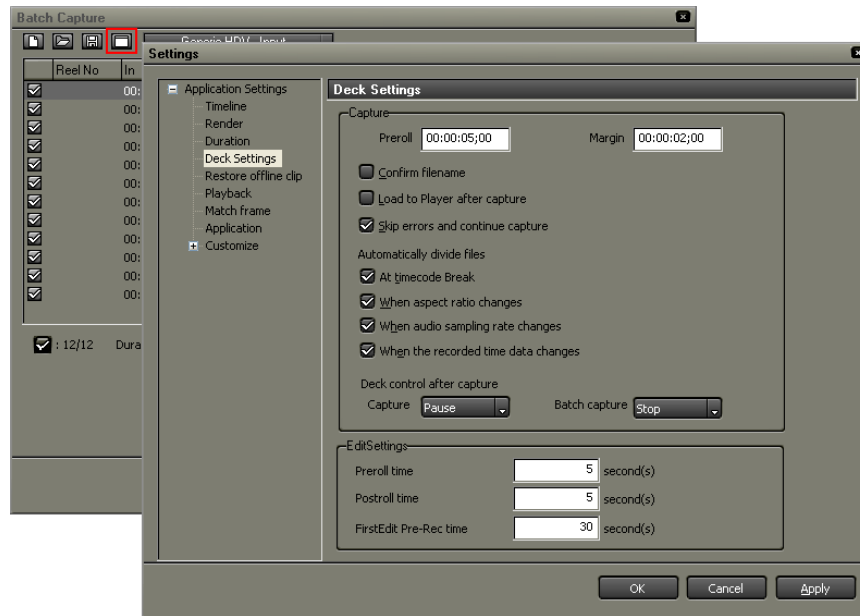 Batch Capture
Generic HDV Input
Reel No In
00:
00:
00:
00:
00:
00:
00:
00:
00:
00:
00:
00:
: 12/12 Dura
Settings
Application Settings
Timeline
Render
Duration
Deck Settings
Restore offline clip
Playback
Match frame
Application
Customize
Deck Settings
Capture
Preroll 00:00:05;00 Margin 00:00:02;00
Confirm filename
Load to Player after capture
Skip errors and continue capture
Automatically divide files
At timecode Break
When aspect ratio changes
When audio sampling rate changes
When the recorded time data changes
Deck control after capture
Capture Pause Batch capture Stop
EditSettings
Preroll time 5 second(s)
Postroll time 5 second(s)
FirstEdit Pre-Rec time 30 second(s)
OK Cancel Apply